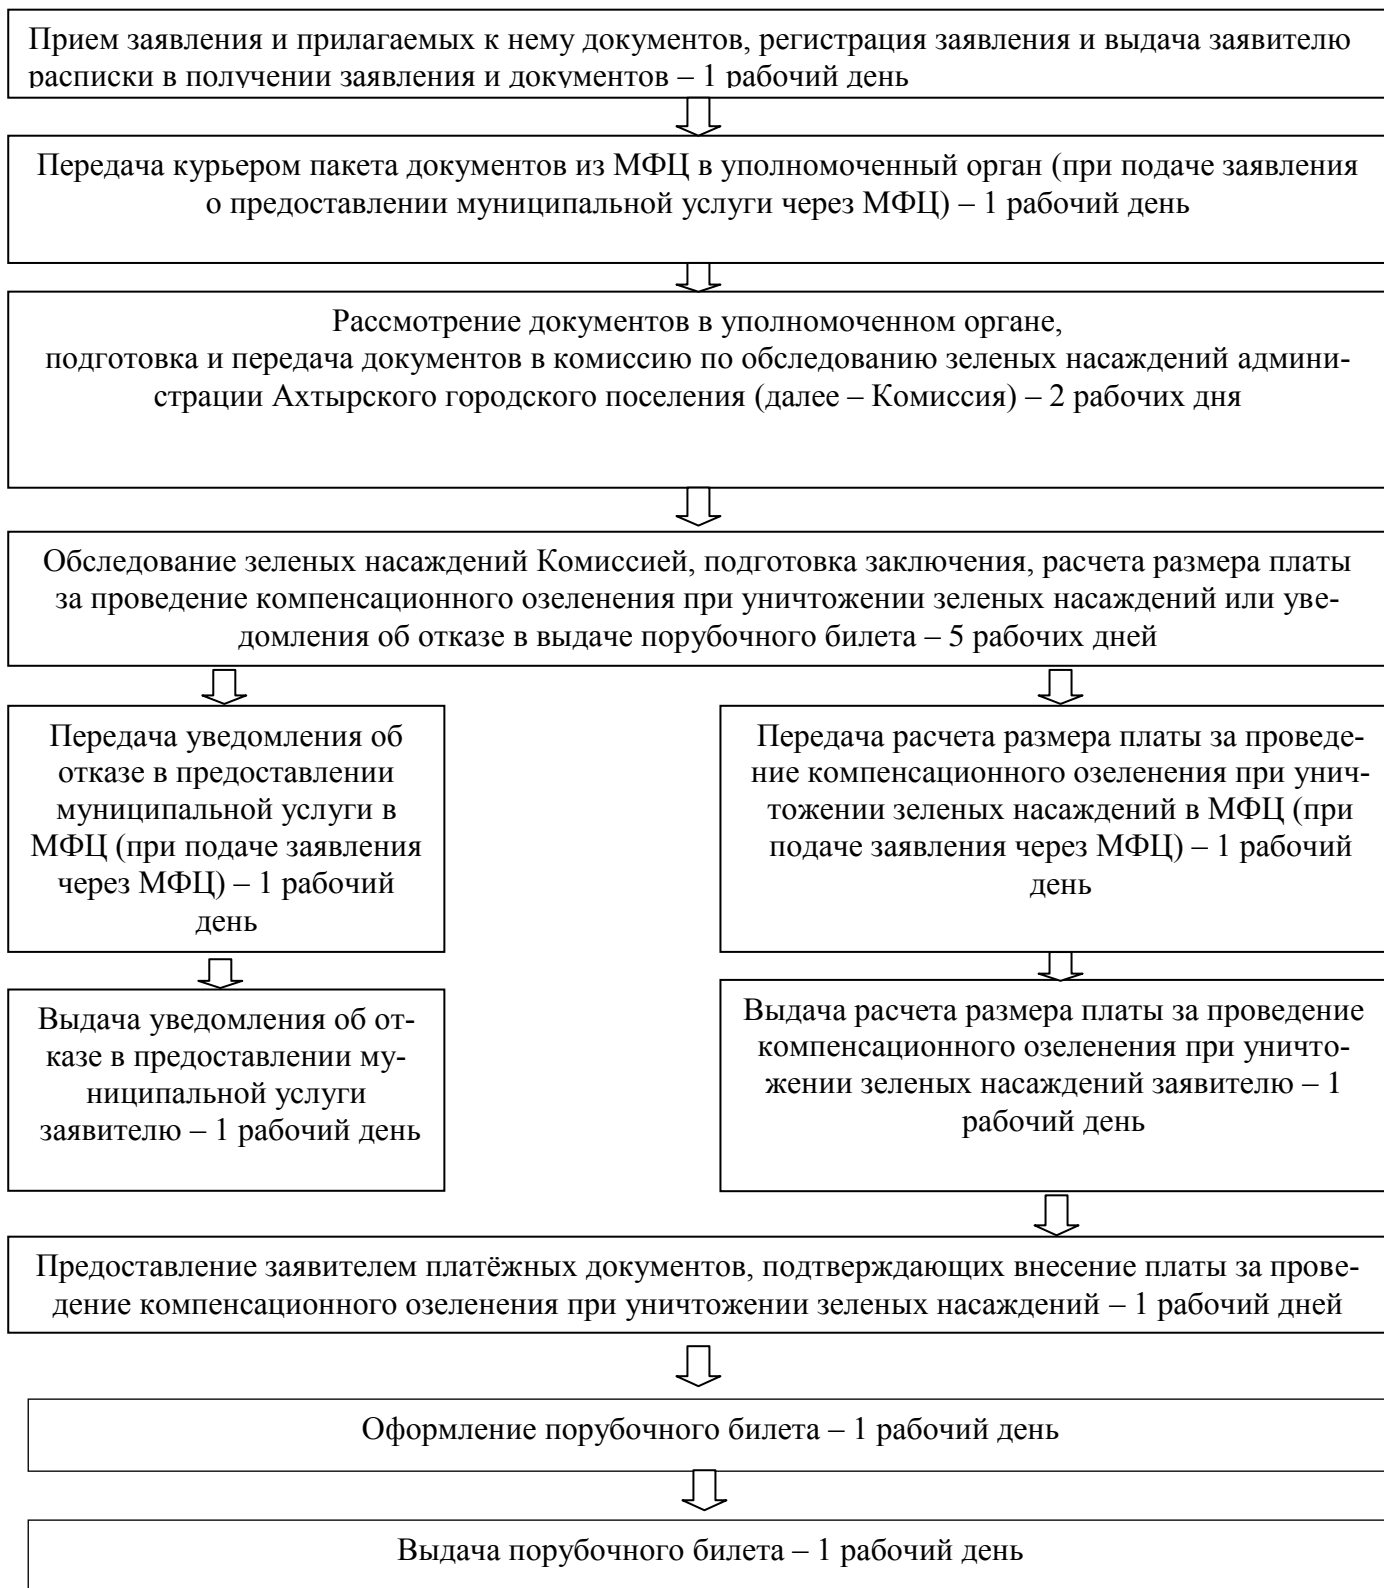 Прием заявления и прилагаемых к нему документов, регистрация заявления и выдача заявителю
расписки в получении заявления и документов – 1 рабочий день
Передача курьером пакета документов из МФЦ в уполномоченный орган (при подаче заявления
о предоставлении муниципальной услуги через МФЦ) – 1 рабочий день
Рассмотрение документов в уполномоченном органе,
подготовка и передача документов в комиссию по обследованию зеленых насаждений админи-
страции Ахтырского городского поселения (далее – Комиссия) – 2 рабочих дня
Обследование зеленых насаждений Комиссией, подготовка заключения, расчета размера платы
за проведение компенсационного озеленения при уничтожении зеленых насаждений или уве-
домления об отказе в выдаче порубочного билета – 5 рабочих дней
Передача уведомления об
отказе в предоставлении
муниципальной услуги в
МФЦ (при подаче заявления
через МФЦ) – 1 рабочий
день
Передача расчета размера платы за проведе-
ние компенсационного озеленения при унич-
тожении зеленых насаждений в МФЦ (при
подаче заявления через МФЦ) – 1 рабочий
день
Выдача уведомления об от-
казе в предоставлении му-
ниципальной услуги
заявителю – 1 рабочий день
Выдача расчета размера платы за проведение
компенсационного озеленения при уничто-
жении зеленых насаждений заявителю – 1
рабочий день
Предоставление заявителем платёжных документов, подтверждающих внесение платы за прове-
дение компенсационного озеленения при уничтожении зеленых насаждений – 1 рабочий дней
Оформление порубочного билета – 1 рабочий день
Выдача порубочного билета – 1 рабочий день